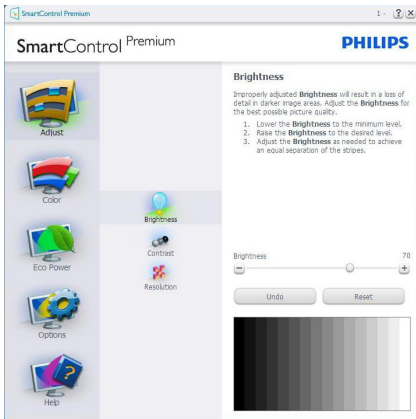 SmartControl Premium
1 - ? X
SmartControl Premium
PHILIPS
Adjust
Color
Eco Power
Options
Help
Brightness
Contrast
Resolution
Brightness
Improperly adjusted Brightness will result in a loss of
detail in darker image areas. Adjust the Brightness for
the best possible picture quality.
1. Lower the Brightness to the minimum level.
2. Raise the Brightness to the desired level.
3. Adjust the Brightness as needed to achieve
an equal separation of the stripes.
Brightness 70
Undo Reset